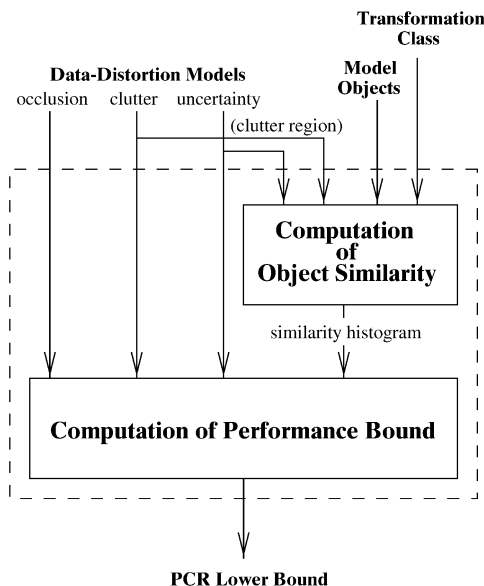 Transformation
Class
Data-Distortion Models
Model
Objects
occlusion clutter uncertainty
(clutter region)
Computation
of
Object Similarity
similarity histogram
Computation of Performance Bound
PCR Lower Bound